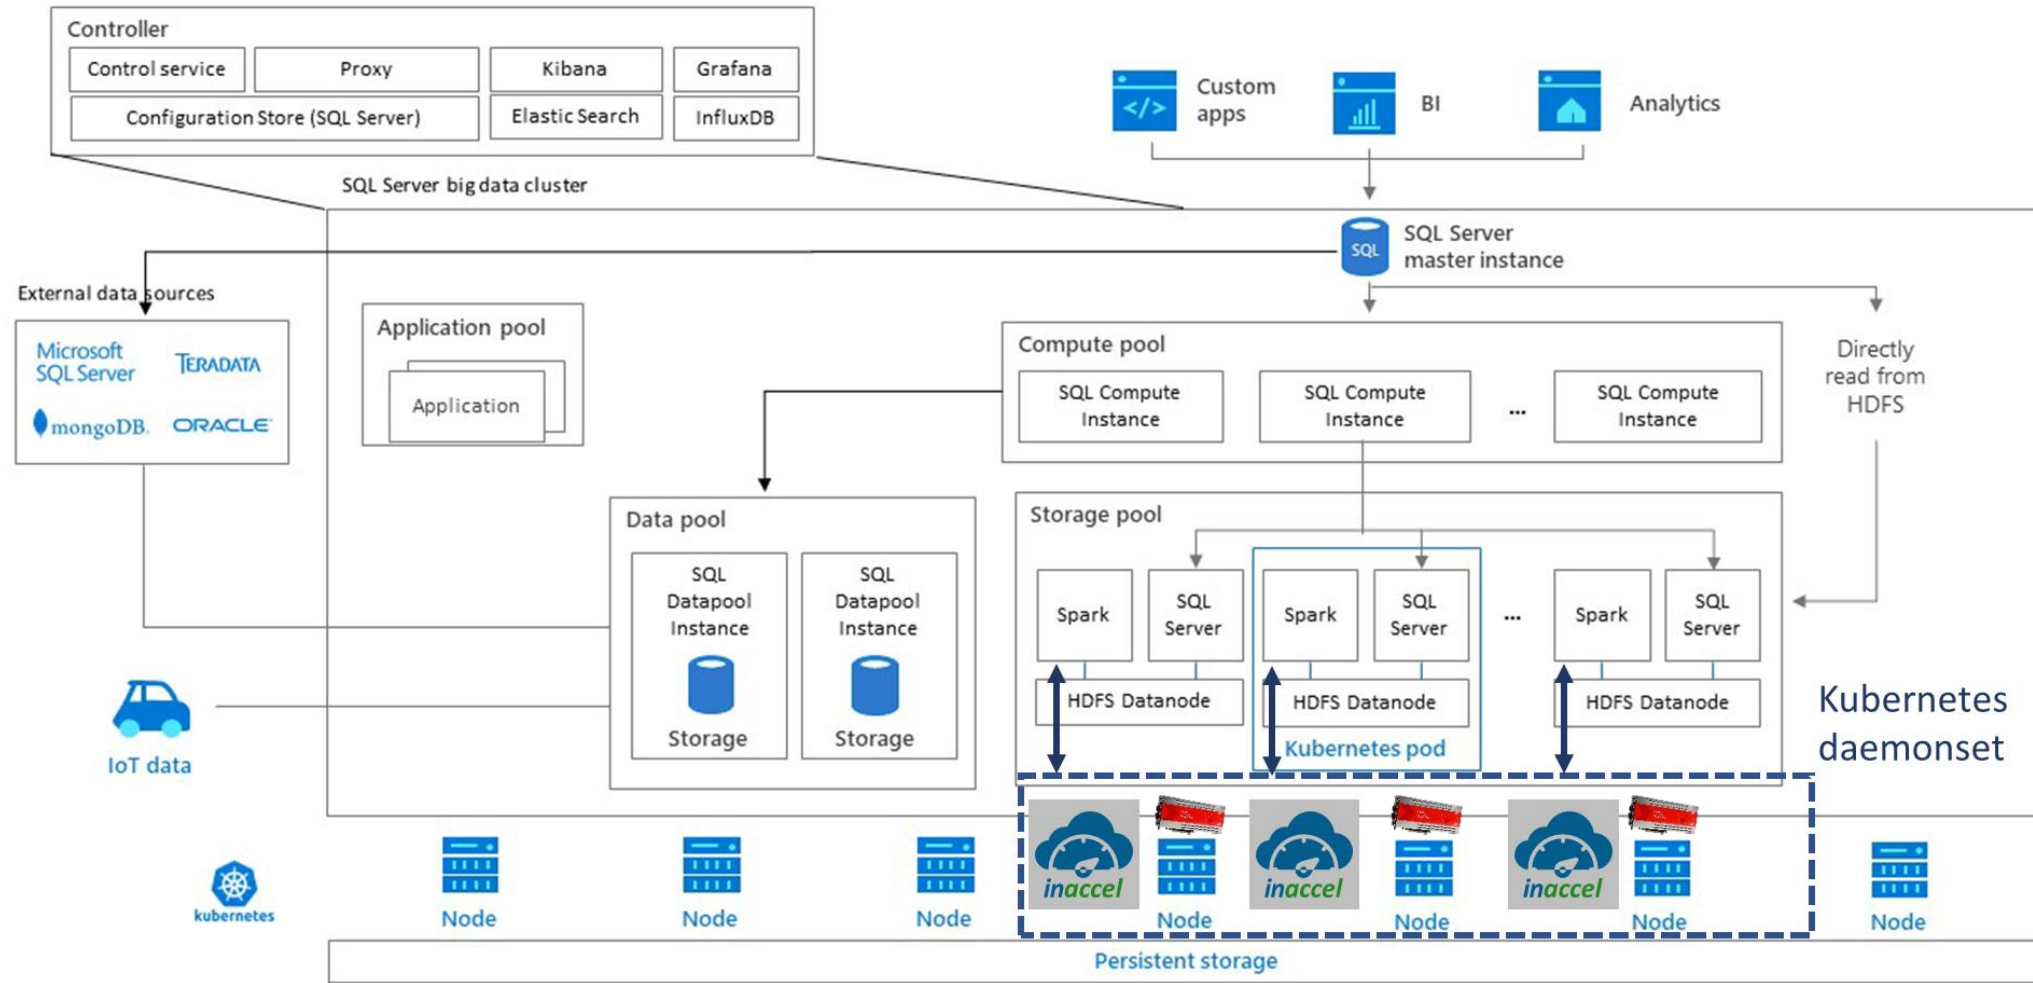 Controller
Control service
Proxy
Kibana
Grafana
Configuration Store (SQL Server)
Elastic Search
InfluxDB
Custom
apps
BI
Analytics
SQL Server big data cluster
SQL
SQL Server
master instance
External data sources
Microsoft
SQL Server
TERADATA
mongoDB.
ORACLE
Application pool
Application
Compute pool
SQL Compute
Instance
SQL Compute
Instance
...
SQL Compute
Instance
Directly
read from
HDFS
Data pool
SQL
Datapool
Instance
Storage
SQL
Datapool
Instance
Storage
Storage pool
Spark
SQL
Server
HDFS Datanode
Spark
SQL
Server
HDFS Datanode
Kubernetes pod
...
Spark
SQL
Server
HDFS Datanode
Kubernetes
daemonset
IoT data
kubernetes
Node
Node
Node
inaccel
Node
inaccel
Node
inaccel
Node
Node
Persistent storage